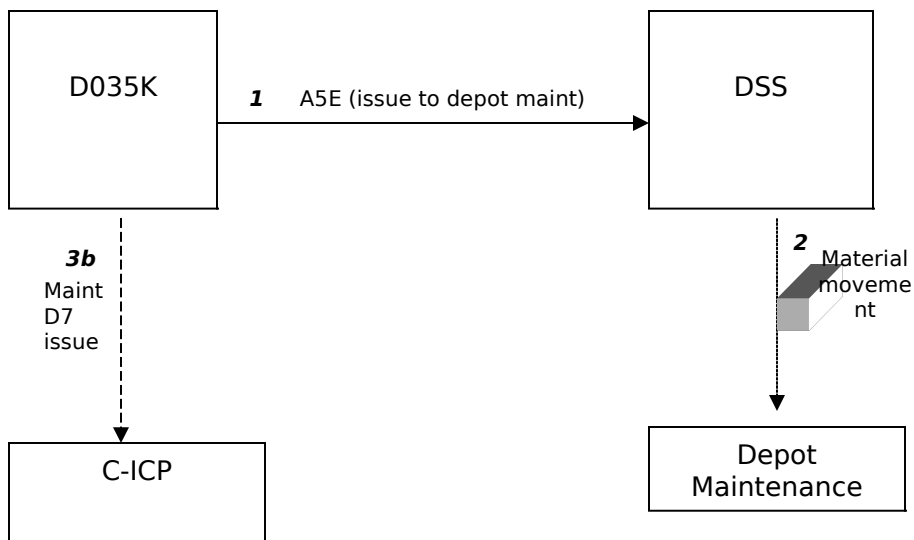 D035K
1 A5E (issue to depot maint)
DSS
3b
Maint
D7
issue
2
Material
moveme
nt
C-ICP
Depot
Maintenance